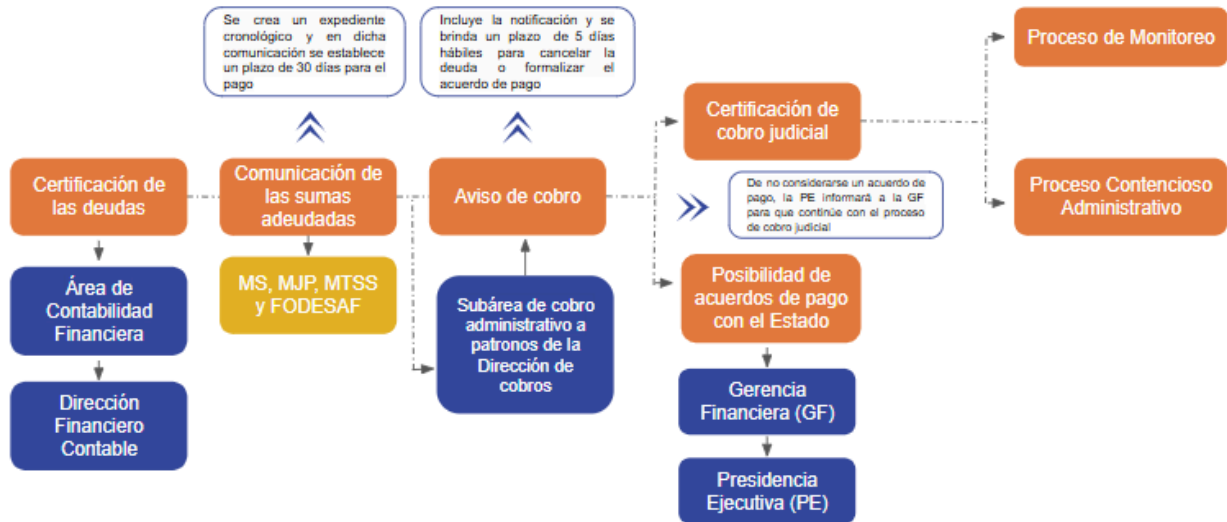 Se crea un expediente
cronológico y en dicha
comunicación se establece
un plazo de 30 días para el
pago
Incluye la notificación y se
brinda un plazo de 5 días
hábiles para cancelar la
deuda o formalizar el
acuerdo de pago
Proceso de Monitoreo
Certificación de
cobro judicial
Certificación de
las deudas
Comunicación de
las sumas
adeudadas
Aviso de cobro
De no considerarse un acuerdo de
pago, la PE informará a la GF
para que continúe con el proceso
de cobro judicial
Proceso Contencioso
Administrativo
Área de
Contabilidad
Financiera
MS, MJP, MTSS
y FODESAF
Subárea de cobro
administrativo a
patronos de la
Dirección de
cobros
Posibilidad de
acuerdos de pago
con el Estado
Dirección
Financiero
Contable
Gerencia
Financiera (GF)
Presidencia
Ejecutiva (PE)